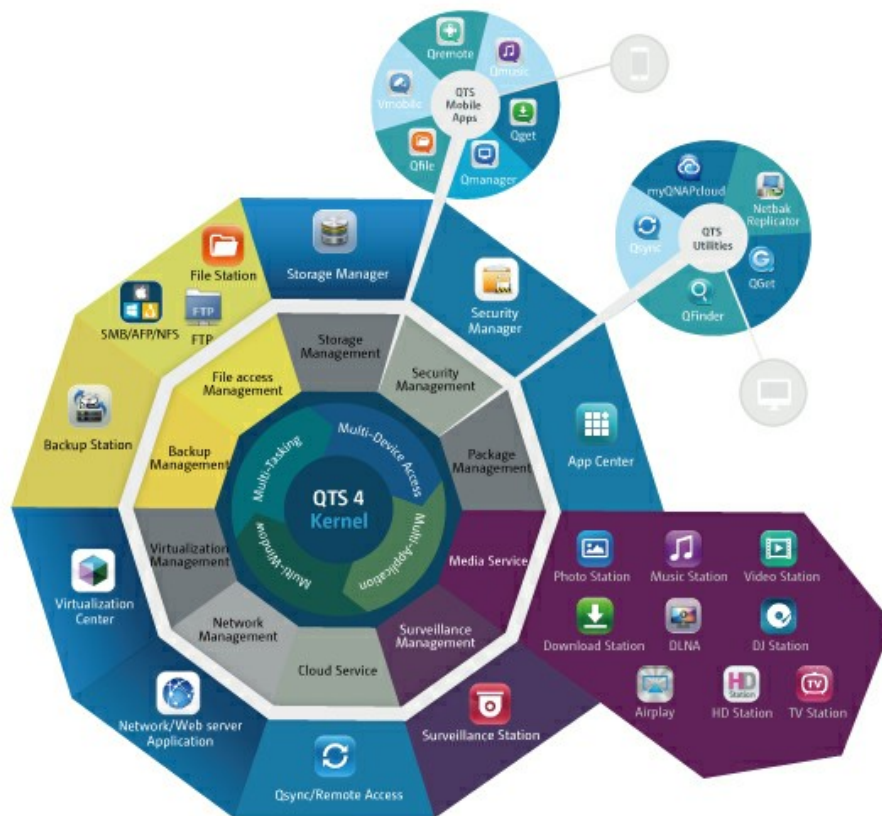 Qremote
Qmusic
Vmobile
QTS
Mobile
Apps
Qget
Qfile
Qmanager
myQNAPcloud
Netbak
Replicator
Qsync
QTS
Utilities
QGet
QFinder
File Station
Storage Manager
SMB/AFP/NFS
FTP
FTP
Security
Manager
Backup Station
App Center
Storage
Management
File access
Management
Security
Management
Backup
Management
Package
Management
Multi-Tasking
Multi-Device Access
Multi-Window
Multi-Application
QTS 4
Kernel
Virtualization
Management
Media Service
Network
Management
Surveillance
Management
Cloud Service
Virtualization
Center
Network/Web server
Application
Qsync/Remote Access
Surveillance Station
Photo Station
Music Station
Video Station
Download Station
DLNA
DJ Station
Airplay
HD
Station
HD Station
TV
TV Station